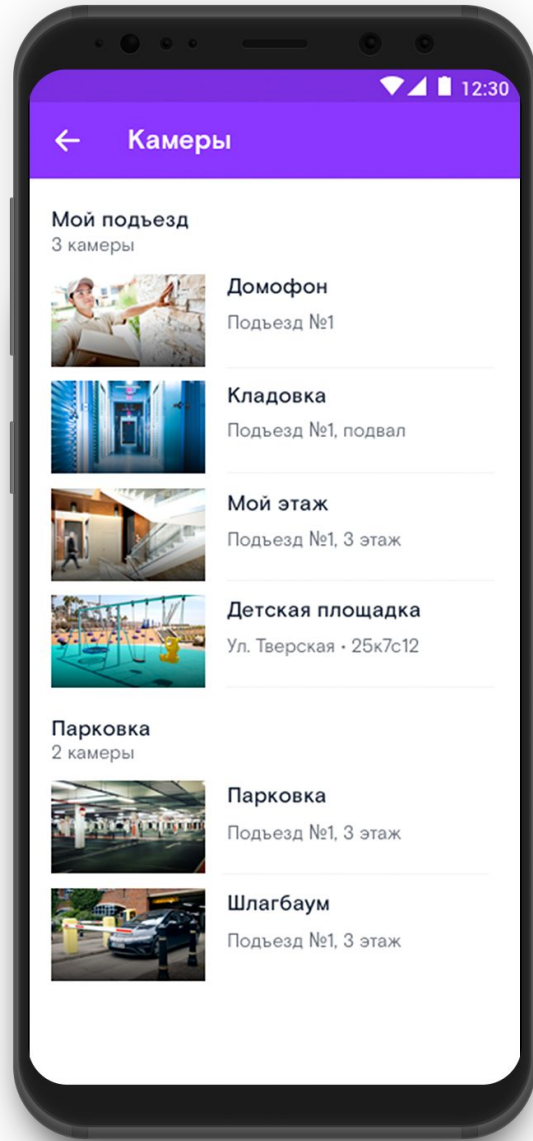 12:30
Камеры
Мой подъезд
3 камеры
Домофон
Подъезд №1
Кладовка
Подъезд №1, подвал
Мой этаж
Подъезд №1, 3 этаж
Детская площадка
Ул. Тверская • 25к7с12
Парковка
2 камеры
Парковка
Подъезд №1, 3 этаж
Шлагбаум
Подъезд №1, 3 этаж